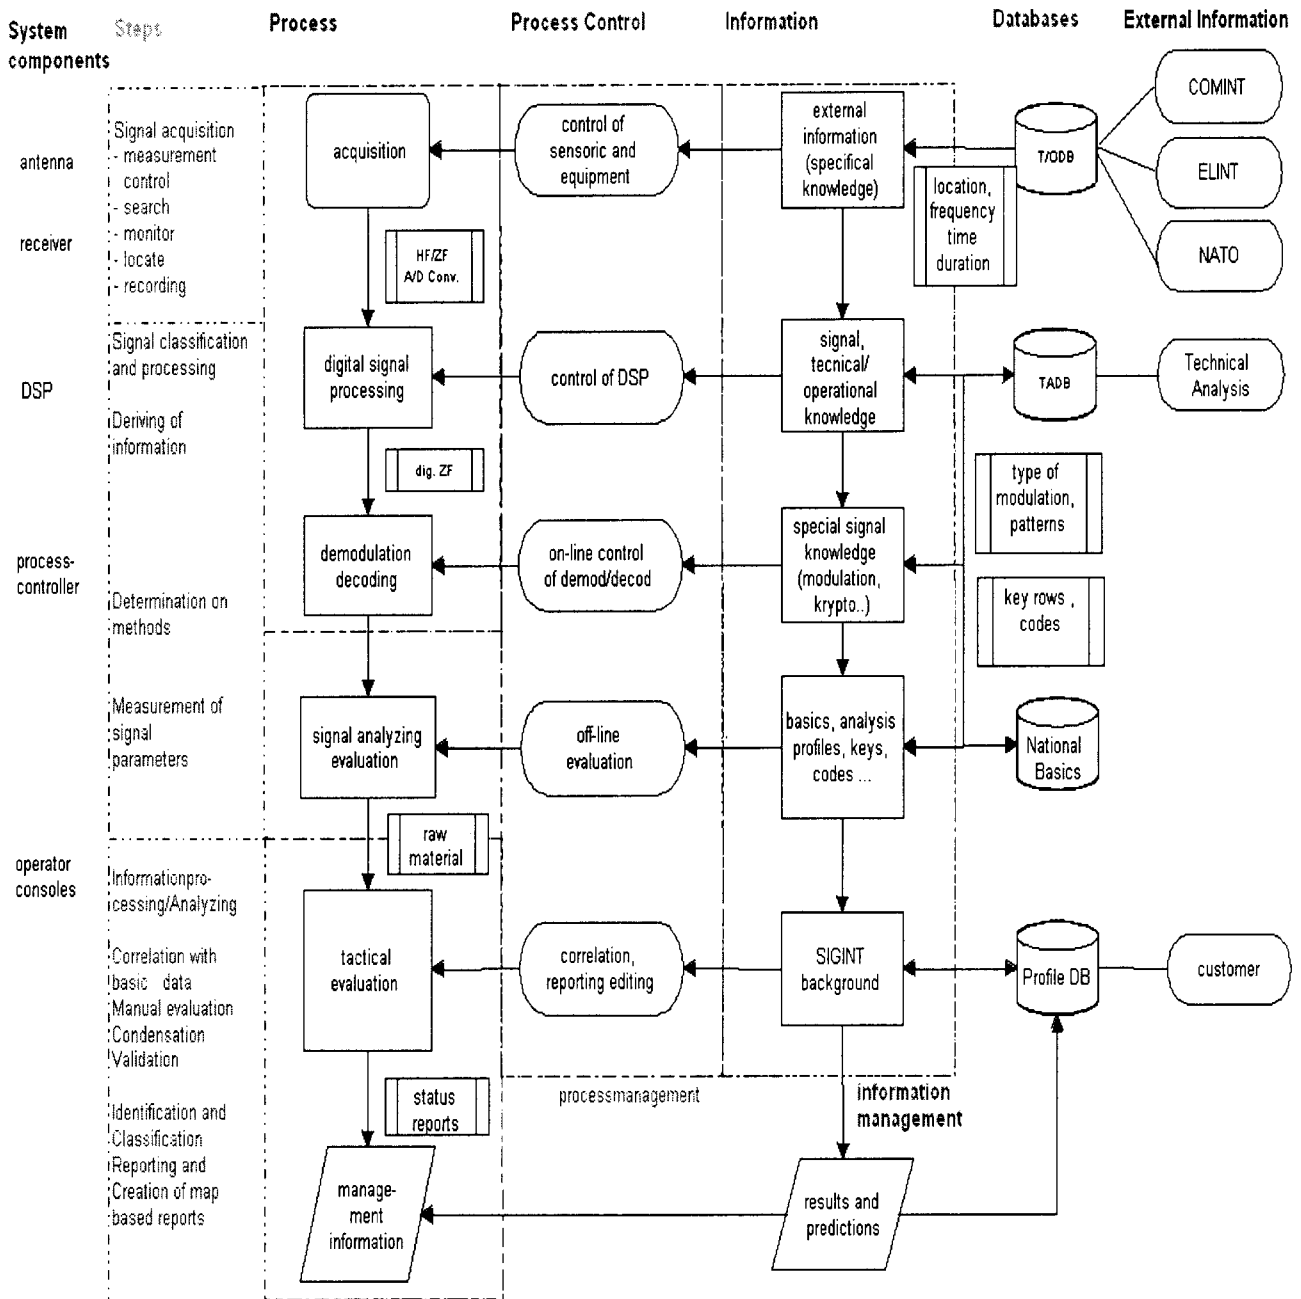 System
components
Steps
Process
Process Control
Information
Databases
External Information
antenna
receiver
DSP
process-
controller
operator
consoles
Signal acquisition
- measurement
control
- search
- monitor
- locate
- recording
Signal classification
and processing
Deriving of
information
Determination on
methods
Measurement of
signal
parameters
Informationpro-
cessing/Analyzing
Correlation with
basic data
Manual evaluation
Condensation
Validation
Identification and
Classification
Reporting and
Creation of map
based reports
acquisition
HF/ZF
A/D Conv.
digital signal
processing
dig. ZF
demodulation
decoding
signal analyzing
evaluation
raw
material
tactical
evaluation
status
reports
manage-
ment
information
control of
sensoric and
equipment
control of DSP
on-line control
of demod/decod
off-line
evaluation
correlation,
reporting editing
processmanagement
external
information
(specifical
knowledge)
signal,
tecnical/
operational
knowledge
special signal
knowledge
(modulation,
krypto..)
basics, analysis
profiles, keys,
codes ...
SIGINT
background
information
management
results and
predictions
T/ODB
location,
frequency
time
duration
TADB
type of
modulation,
patterns
key rows ,
codes
National
Basics
Profile DB
COMINT
ELINT
NATO
Technical
Analysis
customer